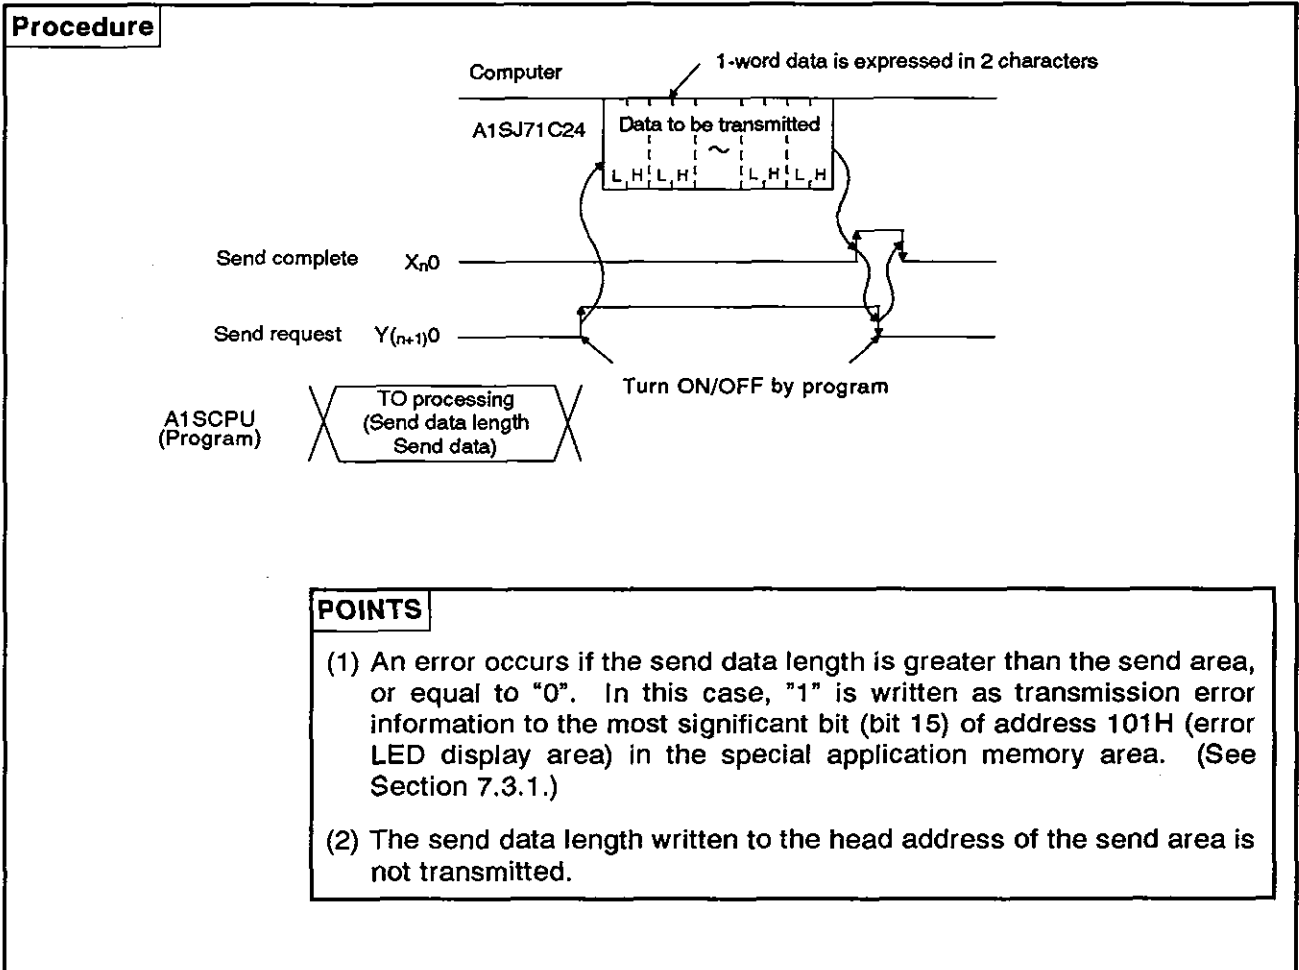 Procedure
1-word data is expressed in 2 characters
Computer
A1SJ71C24
Data to be transmitted
~
L H L H L H L H
Send complete Xn0
Send request Y(n+1)0
Turn ON/OFF by program
TO processing
(Send data length
Send data)
A1SCPU
(Program)
POINTS
(1) An error occurs if the send data length is greater than the send area,
or equal to "0". In this case, "1" is written as transmission error
information to the most significant bit (bit 15) of address 101H (error
LED display area) in the special application memory area. (See
Section 7.3.1.)
(2) The send data length written to the head address of the send area is
not transmitted.